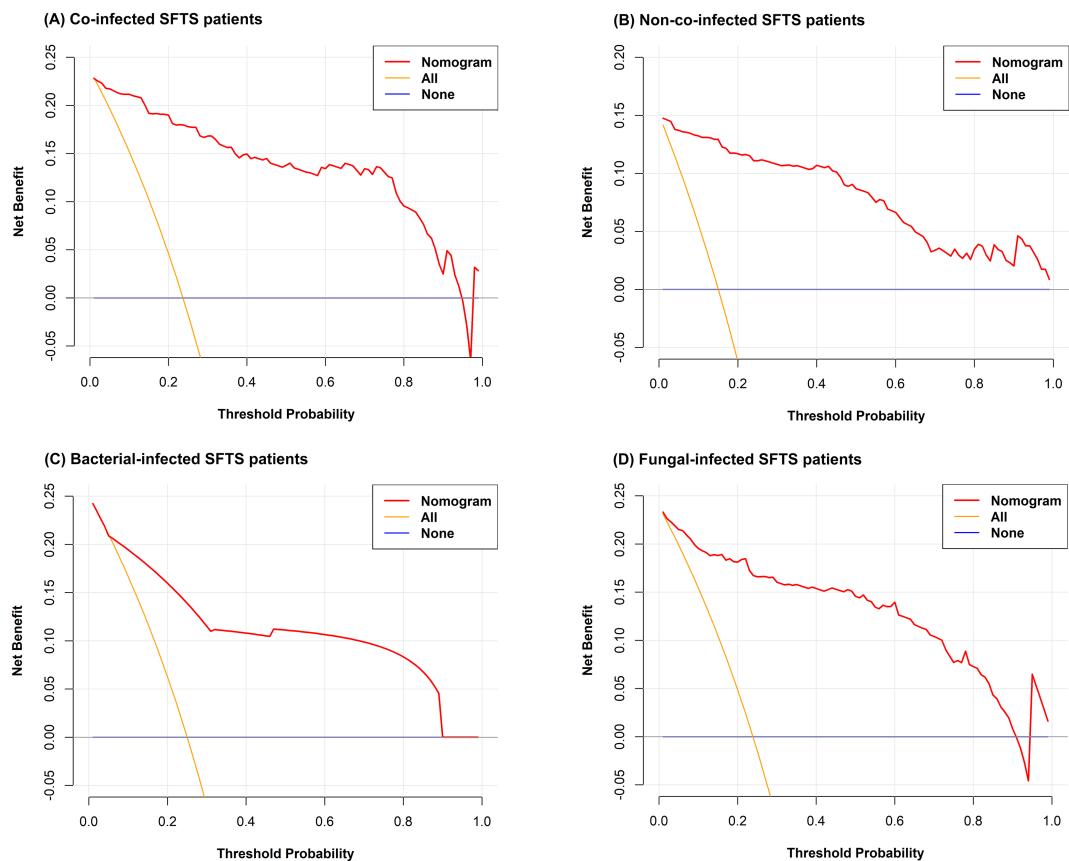 (A) Co-infected SFTS patients
Net Benefit
0.25
0.20
0.15
0.10
0.05
0.00
-0.05
Nomogram
All
None
0.0 0.2 0.4 0.6 0.8 1.0
Threshold Probability
(B) Non-co-infected SFTS patients
Net Benefit
0.20
0.15
0.10
0.05
0.00
-0.05
Nomogram
All
None
0.0 0.2 0.4 0.6 0.8 1.0
Threshold Probability
(C) Bacterial-infected SFTS patients
Net Benefit
0.25
0.20
0.15
0.10
0.05
0.00
-0.05
Nomogram
All
None
0.0 0.2 0.4 0.6 0.8 1.0
Threshold Probability
(D) Fungal-infected SFTS patients
Net Benefit
0.25
0.20
0.15
0.10
0.05
0.00
-0.05
Nomogram
All
None
0.0 0.2 0.4 0.6 0.8 1.0
Threshold Probability